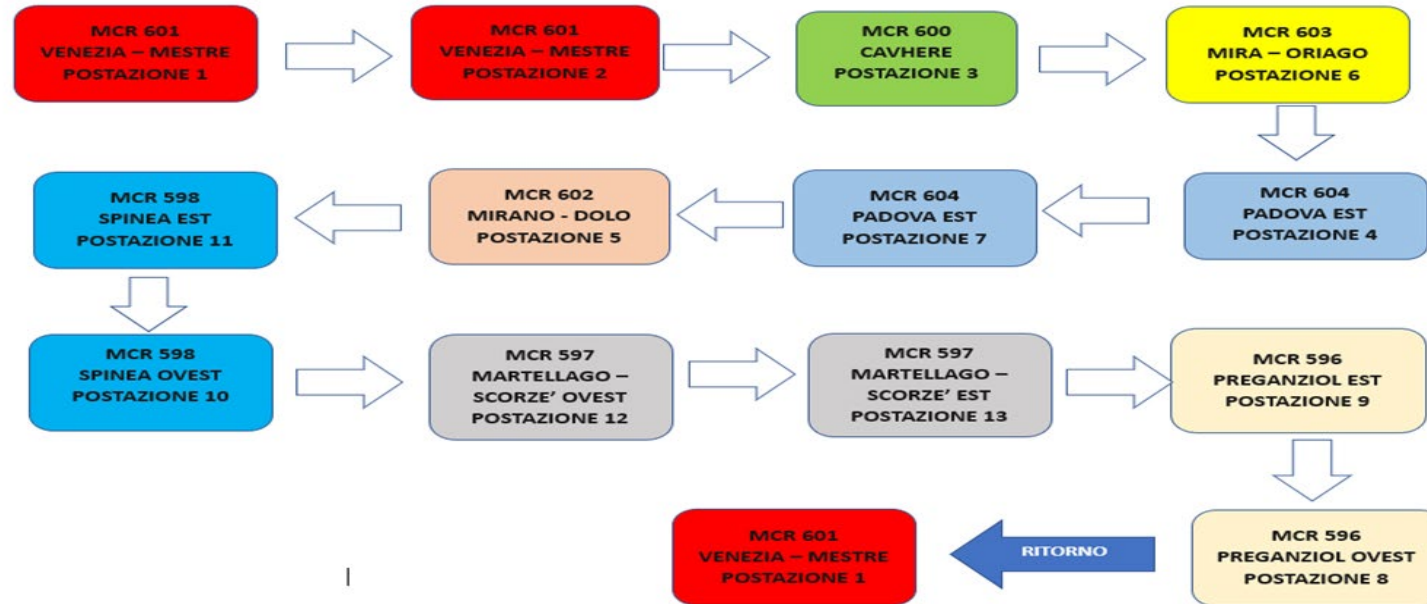 MCR 601
VENEZIA – MESTRE
POSTAZIONE 1
MCR 601
VENEZIA – MESTRE
POSTAZIONE 2
MCR 600
CAVHERE
POSTAZIONE 3
MCR 603
MIRA – ORIAGO
POSTAZIONE 6
MCR 604
PADOVA EST
POSTAZIONE 4
MCR 604
PADOVA EST
POSTAZIONE 7
MCR 602
MIRANO - DOLO
POSTAZIONE 5
MCR 598
SPINEA EST
POSTAZIONE 11
MCR 598
SPINEA OVEST
POSTAZIONE 10
MCR 597
MARTELLAGO –
SCORZE’ OVEST
POSTAZIONE 12
MCR 597
MARTELLAGO –
SCORZE’ EST
POSTAZIONE 13
MCR 596
PREGANZIOL EST
POSTAZIONE 9
MCR 596
PREGANZIOL OVEST
POSTAZIONE 8
RITORNO
MCR 601
VENEZIA – MESTRE
POSTAZIONE 1